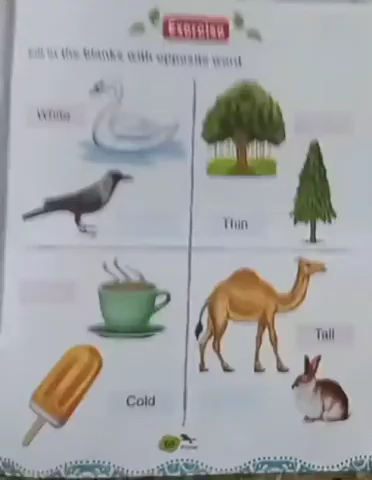 Exercise
Fill in the blanks with opposite word
White
Thin
Tall
Cold